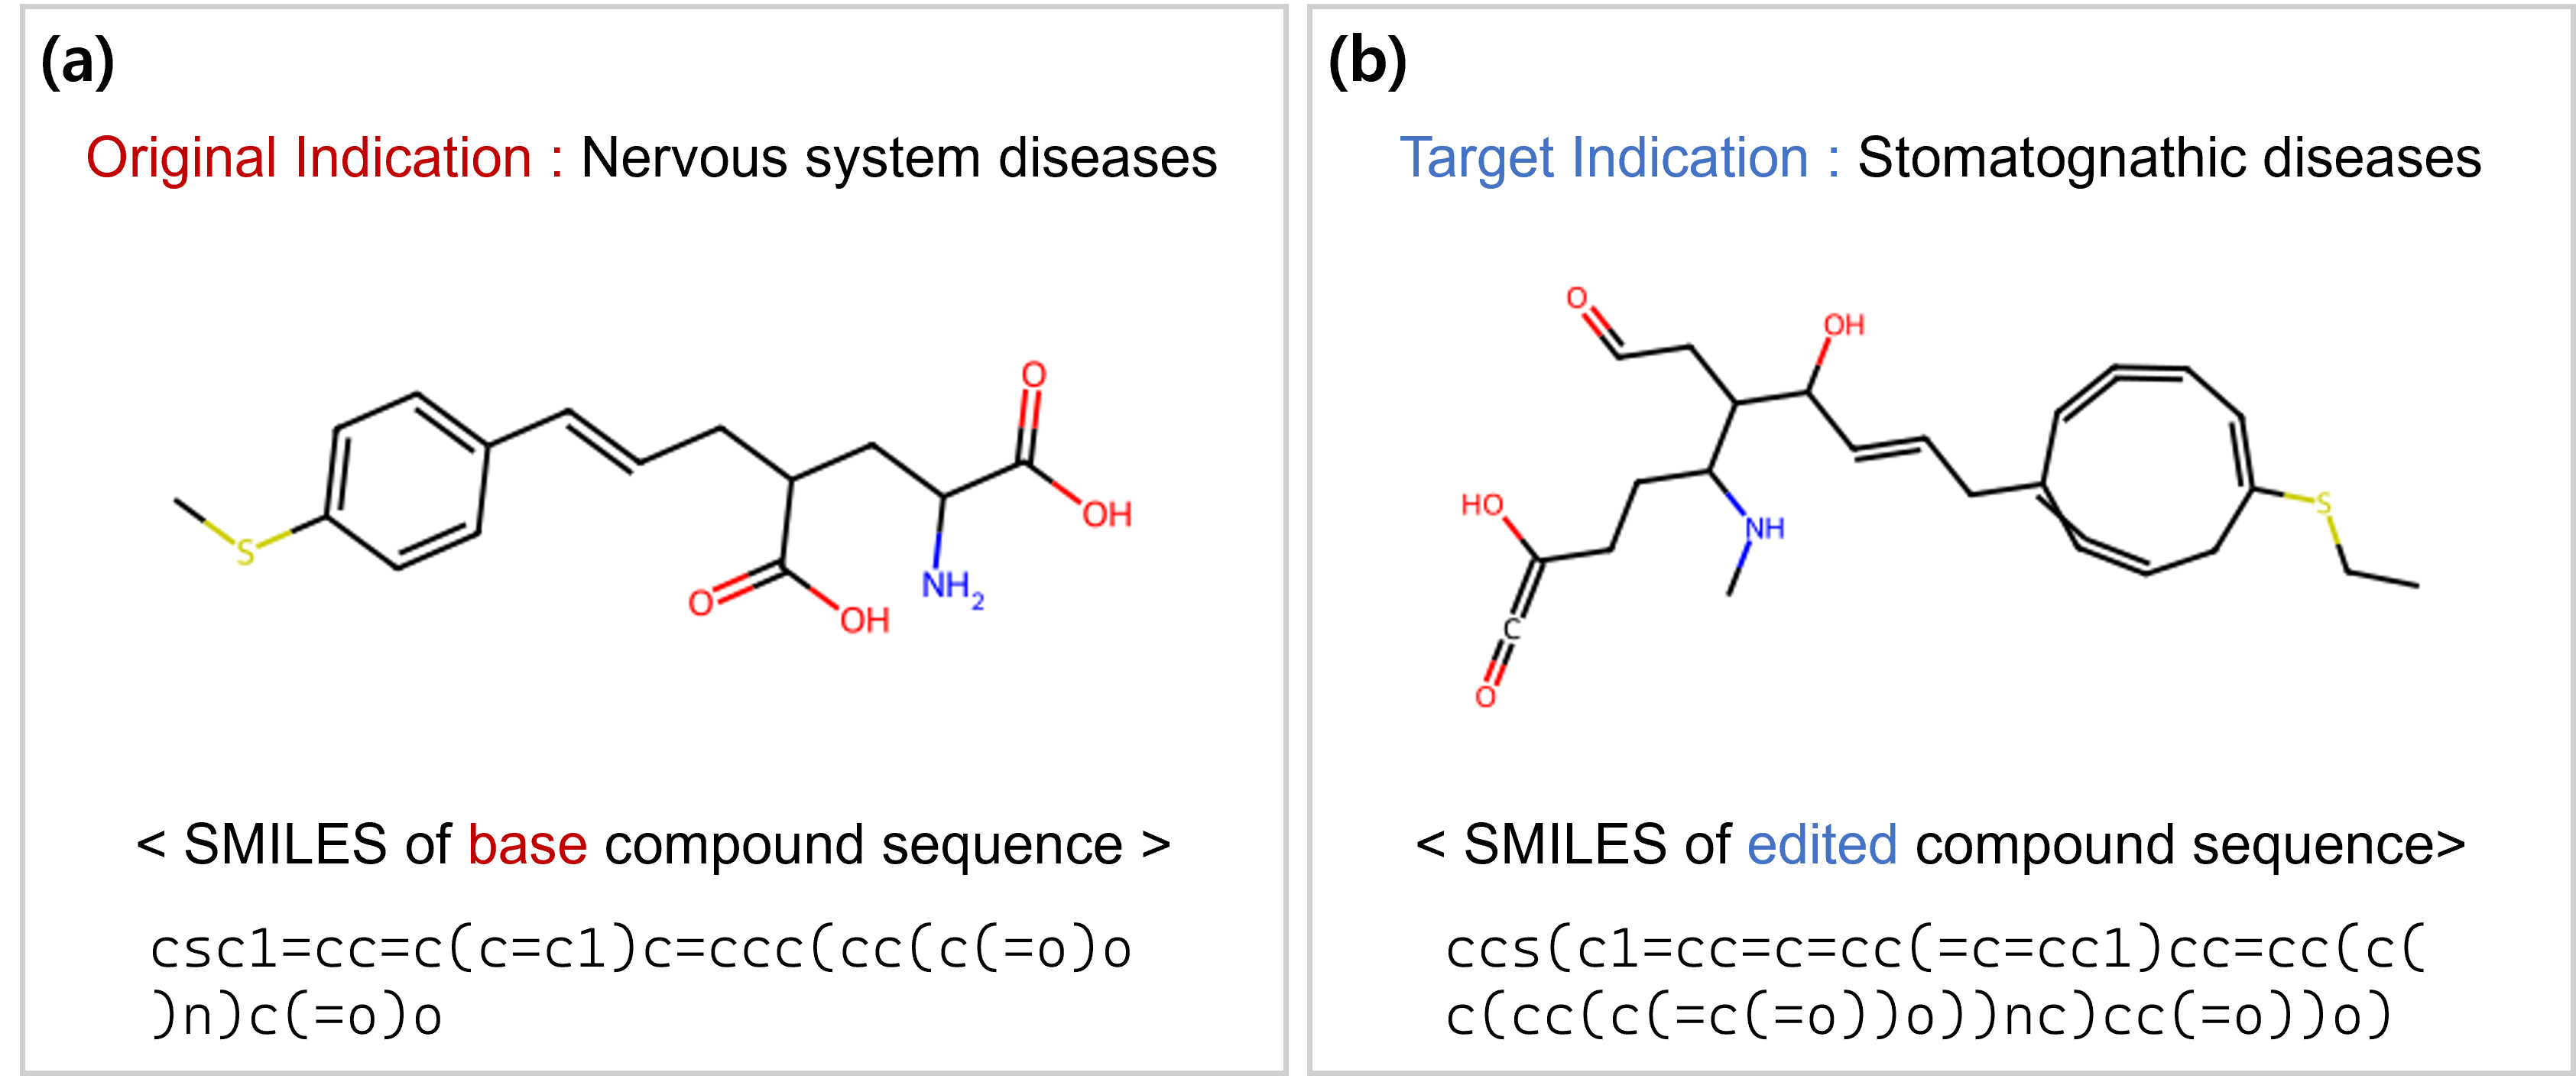 (a)
Original Indication : Nervous system diseases
O
OH
S
O
OH
NH2
< SMILES of base compound sequence >
csc1=cc=c(c=c1)c=ccc(cc(c(=o)o
)n)c(=o)o
(b)
Target Indication : Stomatognathic diseases
O
OH
HO
NH
S
C
O
< SMILES of edited compound sequence>
ccs(c1=cc=c=cc(=c=cc1)cc=cc(c(
c(cc(c(=c(=o))o))nc)cc(=o))o)